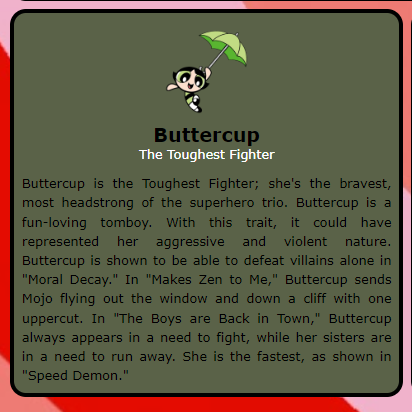 Buttercup
The Toughest Fighter
Buttercup is the Toughest Fighter; she's the bravest,
most headstrong of the superhero trio. Buttercup is a
fun-loving tomboy. With this trait, it could have
represented her aggressive and violent nature.
Buttercup is shown to be able to defeat villains alone in
"Moral Decay." In "Makes Zen to Me," Buttercup sends
Mojo flying out the window and down a cliff with one
uppercut. In "The Boys are Back in Town," Buttercup
always appears in a need to fight, while her sisters are
in a need to run away. She is the fastest, as shown in
"Speed Demon."